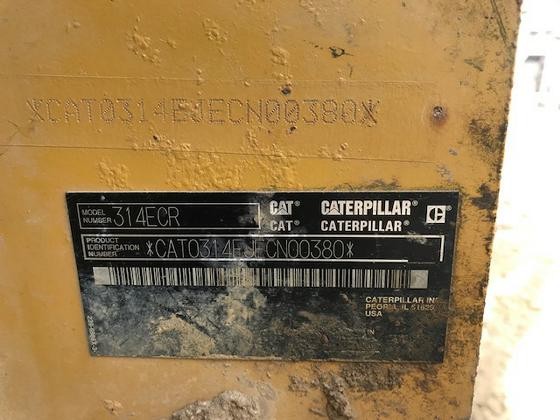 XCAT0314EJECN00380X
MODEL NUMBER 314ECR CAT® CATERPILLAR® C
CAT® CATERPILLAR®
PRODUCT IDENTIFICATION NUMBER *CAT0314EJECN00380*
CATERPILLAR INC
PEORIA, IL 61629
USA